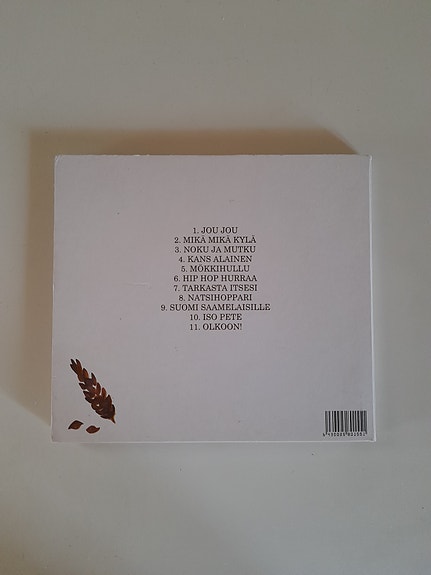 1. JOU JOU
2. MIKÄ MIKÄ KYLÄ
3. NOKU JA MUTKU
4. KANS ALAINEN
5. MÖKKIHULLU
6. HIP HOP HURRAA
7. TARKASTA ITSESI
8. NATSIHOPPARI
9. SUOMI SAAMELAISILLE
10. ISO PETE
11. OLKOON!